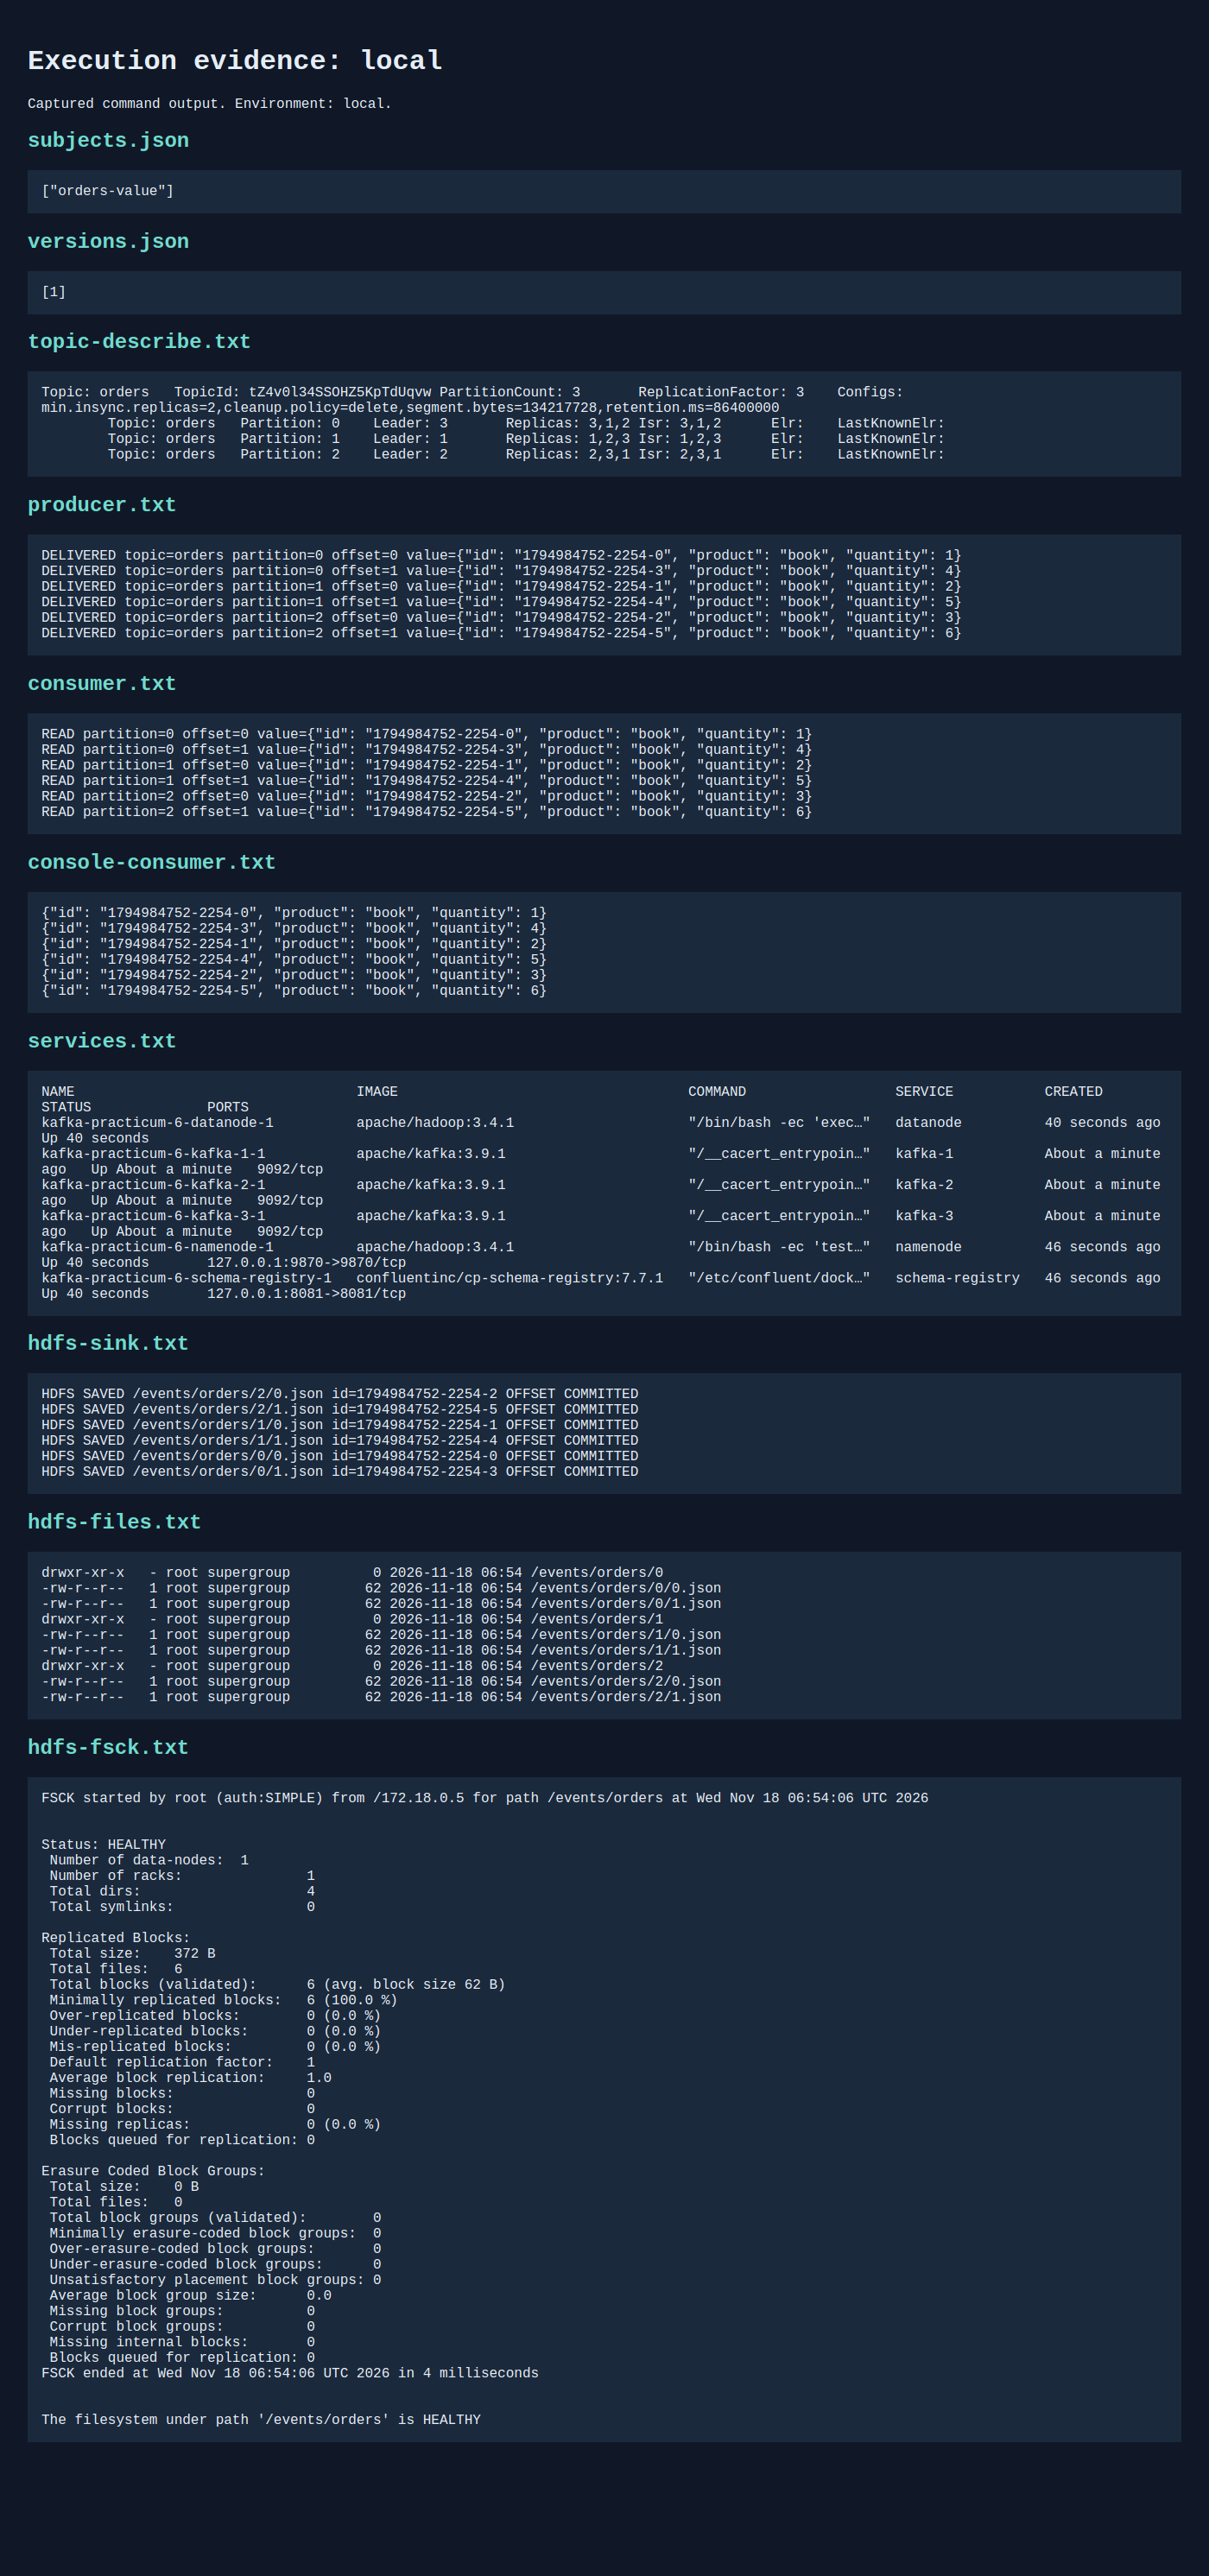 Execution evidence: local
Captured command output. Environment: local.
subjects.json
["orders-value"]
versions.json
[1]
topic-describe.txt
Topic: orders   TopicId: tZ4v0l34SSOHZ5KpTdUqvw PartitionCount: 3       ReplicationFactor: 3    Configs:
min.insync.replicas=2,cleanup.policy=delete,segment.bytes=134217728,retention.ms=86400000
        Topic: orders   Partition: 0    Leader: 3       Replicas: 3,1,2 Isr: 3,1,2      Elr:    LastKnownElr:
        Topic: orders   Partition: 1    Leader: 1       Replicas: 1,2,3 Isr: 1,2,3      Elr:    LastKnownElr:
        Topic: orders   Partition: 2    Leader: 2       Replicas: 2,3,1 Isr: 2,3,1      Elr:    LastKnownElr:
producer.txt
DELIVERED topic=orders partition=0 offset=0 value={"id": "1794984752-2254-0", "product": "book", "quantity": 1}
DELIVERED topic=orders partition=0 offset=1 value={"id": "1794984752-2254-3", "product": "book", "quantity": 4}
DELIVERED topic=orders partition=1 offset=0 value={"id": "1794984752-2254-1", "product": "book", "quantity": 2}
DELIVERED topic=orders partition=1 offset=1 value={"id": "1794984752-2254-4", "product": "book", "quantity": 5}
DELIVERED topic=orders partition=2 offset=0 value={"id": "1794984752-2254-2", "product": "book", "quantity": 3}
DELIVERED topic=orders partition=2 offset=1 value={"id": "1794984752-2254-5", "product": "book", "quantity": 6}
consumer.txt
READ partition=0 offset=0 value={"id": "1794984752-2254-0", "product": "book", "quantity": 1}
READ partition=0 offset=1 value={"id": "1794984752-2254-3", "product": "book", "quantity": 4}
READ partition=1 offset=0 value={"id": "1794984752-2254-1", "product": "book", "quantity": 2}
READ partition=1 offset=1 value={"id": "1794984752-2254-4", "product": "book", "quantity": 5}
READ partition=2 offset=0 value={"id": "1794984752-2254-2", "product": "book", "quantity": 3}
READ partition=2 offset=1 value={"id": "1794984752-2254-5", "product": "book", "quantity": 6}
console-consumer.txt
{"id": "1794984752-2254-0", "product": "book", "quantity": 1}
{"id": "1794984752-2254-3", "product": "book", "quantity": 4}
{"id": "1794984752-2254-1", "product": "book", "quantity": 2}
{"id": "1794984752-2254-4", "product": "book", "quantity": 5}
{"id": "1794984752-2254-2", "product": "book", "quantity": 3}
{"id": "1794984752-2254-5", "product": "book", "quantity": 6}
services.txt
NAME                                  IMAGE                                   COMMAND                  SERVICE           CREATED
STATUS              PORTS
kafka-practicum-6-datanode-1          apache/hadoop:3.4.1                     "/bin/bash -ec 'exec…"   datanode          40 seconds ago
Up 40 seconds
kafka-practicum-6-kafka-1-1           apache/kafka:3.9.1                      "/__cacert_entrypoin…"   kafka-1           About a minute
ago   Up About a minute   9092/tcp
kafka-practicum-6-kafka-2-1           apache/kafka:3.9.1                      "/__cacert_entrypoin…"   kafka-2           About a minute
ago   Up About a minute   9092/tcp
kafka-practicum-6-kafka-3-1           apache/kafka:3.9.1                      "/__cacert_entrypoin…"   kafka-3           About a minute
ago   Up About a minute   9092/tcp
kafka-practicum-6-namenode-1          apache/hadoop:3.4.1                     "/bin/bash -ec 'test…"   namenode          46 seconds ago
Up 40 seconds       127.0.0.1:9870->9870/tcp
kafka-practicum-6-schema-registry-1   confluentinc/cp-schema-registry:7.7.1   "/etc/confluent/dock…"   schema-registry   46 seconds ago
Up 40 seconds       127.0.0.1:8081->8081/tcp
hdfs-sink.txt
HDFS SAVED /events/orders/2/0.json id=1794984752-2254-2 OFFSET COMMITTED
HDFS SAVED /events/orders/2/1.json id=1794984752-2254-5 OFFSET COMMITTED
HDFS SAVED /events/orders/1/0.json id=1794984752-2254-1 OFFSET COMMITTED
HDFS SAVED /events/orders/1/1.json id=1794984752-2254-4 OFFSET COMMITTED
HDFS SAVED /events/orders/0/0.json id=1794984752-2254-0 OFFSET COMMITTED
HDFS SAVED /events/orders/0/1.json id=1794984752-2254-3 OFFSET COMMITTED
hdfs-files.txt
drwxr-xr-x   - root supergroup          0 2026-11-18 06:54 /events/orders/0
-rw-r--r--   1 root supergroup         62 2026-11-18 06:54 /events/orders/0/0.json
-rw-r--r--   1 root supergroup         62 2026-11-18 06:54 /events/orders/0/1.json
drwxr-xr-x   - root supergroup          0 2026-11-18 06:54 /events/orders/1
-rw-r--r--   1 root supergroup         62 2026-11-18 06:54 /events/orders/1/0.json
-rw-r--r--   1 root supergroup         62 2026-11-18 06:54 /events/orders/1/1.json
drwxr-xr-x   - root supergroup          0 2026-11-18 06:54 /events/orders/2
-rw-r--r--   1 root supergroup         62 2026-11-18 06:54 /events/orders/2/0.json
-rw-r--r--   1 root supergroup         62 2026-11-18 06:54 /events/orders/2/1.json
hdfs-fsck.txt
FSCK started by root (auth:SIMPLE) from /172.18.0.5 for path /events/orders at Wed Nov 18 06:54:06 UTC 2026
Status: HEALTHY
 Number of data-nodes:  1
 Number of racks:               1
 Total dirs:                    4
 Total symlinks:                0
Replicated Blocks:
 Total size:    372 B
 Total files:   6
 Total blocks (validated):      6 (avg. block size 62 B)
 Minimally replicated blocks:   6 (100.0 %)
 Over-replicated blocks:        0 (0.0 %)
 Under-replicated blocks:       0 (0.0 %)
 Mis-replicated blocks:         0 (0.0 %)
 Default replication factor:    1
 Average block replication:     1.0
 Missing blocks:                0
 Corrupt blocks:                0
 Missing replicas:              0 (0.0 %)
 Blocks queued for replication: 0
Erasure Coded Block Groups:
 Total size:    0 B
 Total files:   0
 Total block groups (validated):        0
 Minimally erasure-coded block groups:  0
 Over-erasure-coded block groups:       0
 Under-erasure-coded block groups:      0
 Unsatisfactory placement block groups: 0
 Average block group size:      0.0
 Missing block groups:          0
 Corrupt block groups:          0
 Missing internal blocks:       0
 Blocks queued for replication: 0
FSCK ended at Wed Nov 18 06:54:06 UTC 2026 in 4 milliseconds
The filesystem under path '/events/orders' is HEALTHY